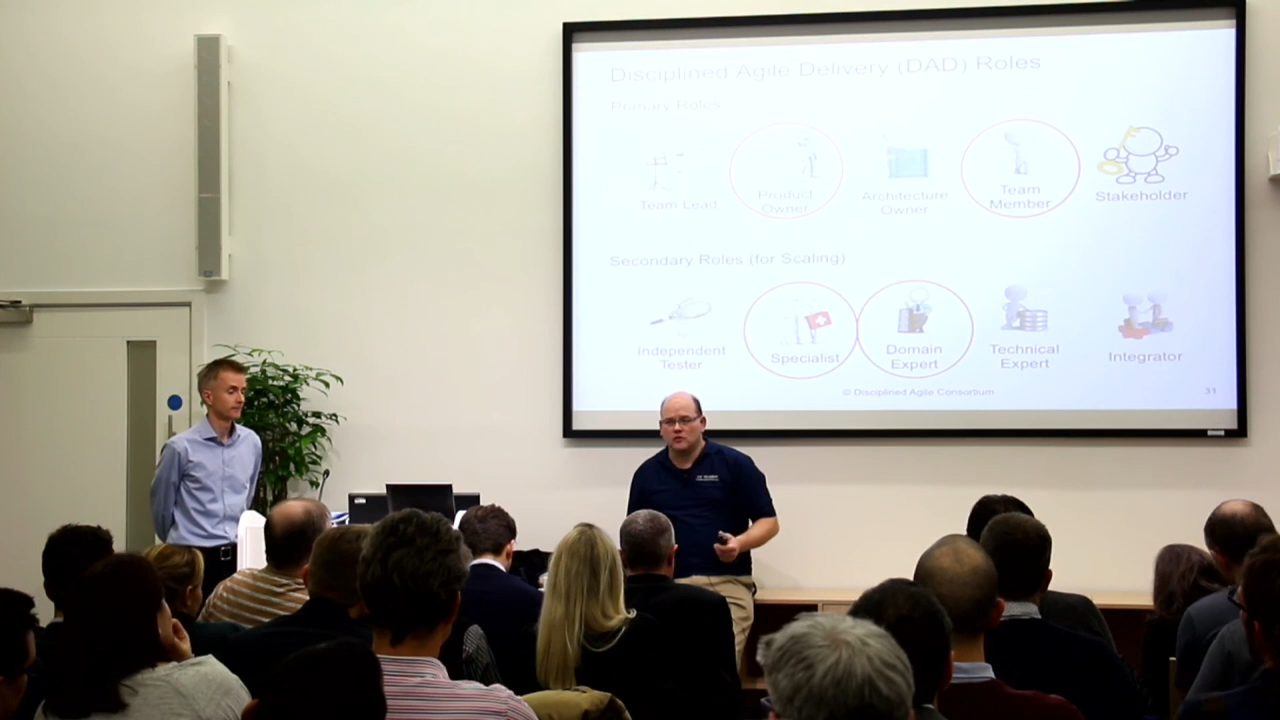 Disciplined Agile Delivery (DAD) Roles
Primary Roles
Team Lead
Product
Owner
Architecture
Owner
Team
Member
Stakeholder
Secondary Roles (for Scaling)
Independent
Tester
Specialist
Domain
Expert
Technical
Expert
Integrator
© Disciplined Agile Consortium
31